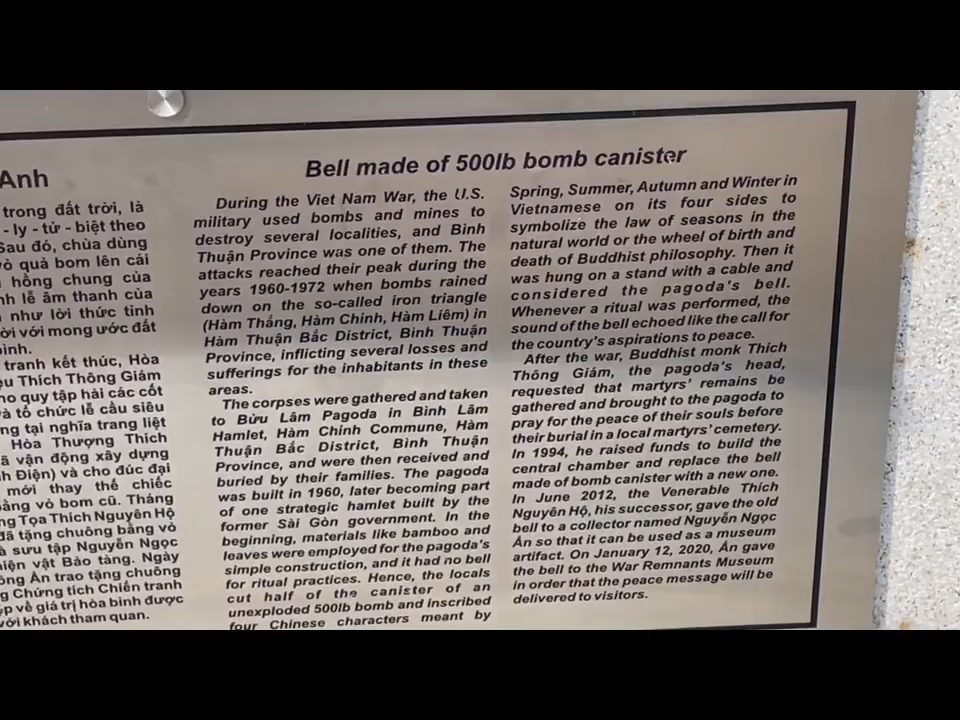 Anh
trong đất trời, là
- ly - tử - biệt theo
Sau đó, chùa dùng
vỏ quả bom lên cái
hồng chung của
lễ âm thanh của
như lời thức tỉnh
ời với mong ước đất
bình.
tranh kết thúc, Hòa
Thích Thông Giám
cho quy tập hài các cốt
và tổ chức lễ cầu siêu
táng tại nghĩa trang liệt
Hòa Thượng Thích
ã vận động xây dựng
h Điện) và cho đúc đại
mới thay thế chiếc
bằng vỏ bom cũ. Tháng
ng Tọa Thích Nguyên Hộ
đã tặng chuông bằng vỏ
à sưu tập Nguyễn Ngọc
hiện vật Bảo tàng. Ngày
ông Ẩn trao tặng chuông
g Chứng tích Chiến tranh
ệp về giá trị hòa bình được
với khách tham quan.
Bell made of 500lb bomb canister
During the Viet Nam War, the U.S.
military used bombs and mines to
destroy several localities, and Bình
Thuận Province was one of them. The
attacks reached their peak during the
years 1960-1972 when bombs rained
down on the so-called iron triangle
(Hàm Thắng, Hàm Chính, Hàm Liêm) in
Hàm Thuận Bắc District, Bình Thuận
Province, inflicting several losses and
sufferings for the inhabitants in these
areas.
The corpses were gathered and taken
to Bửu Lâm Pagoda in Bình Lâm
Hamlet, Hàm Chính Commune, Hàm
Thuận Bắc District, Bình Thuận
Province, and were then received and
buried by their families. The pagoda
was built in 1960, later becoming part
of one strategic hamlet built by the
former Sài Gòn government. In the
beginning, materials like bamboo and
leaves were employed for the pagoda's
simple construction, and it had no bell
for ritual practices. Hence, the locals
cut half of the canister of an
unexploded 500lb bomb and inscribed
four Chinese characters meant by
Spring, Summer, Autumn and Winter in
Vietnamese on its four sides to
symbolize the law of seasons in the
natural world or the wheel of birth and
death of Buddhist philosophy. Then it
was hung on a stand with a cable and
considered the pagoda's bell.
Whenever a ritual was performed, the
sound of the bell echoed like the call for
the country's aspirations to peace.
After the war, Buddhist monk Thích
Thông Giám, the pagoda's head,
requested that martyrs' remains be
gathered and brought to the pagoda to
pray for the peace of their souls before
their burial in a local martyrs' cemetery.
In 1994, he raised funds to build the
central chamber and replace the bell
made of bomb canister with a new one.
In June 2012, the Venerable Thích
Nguyên Hộ, his successor, gave the old
bell to a collector named Nguyễn Ngọc
Ẩn so that it can be used as a museum
artifact. On January 12, 2020, Ẩn gave
the bell to the War Remnants Museum
in order that the peace message will be
delivered to visitors.